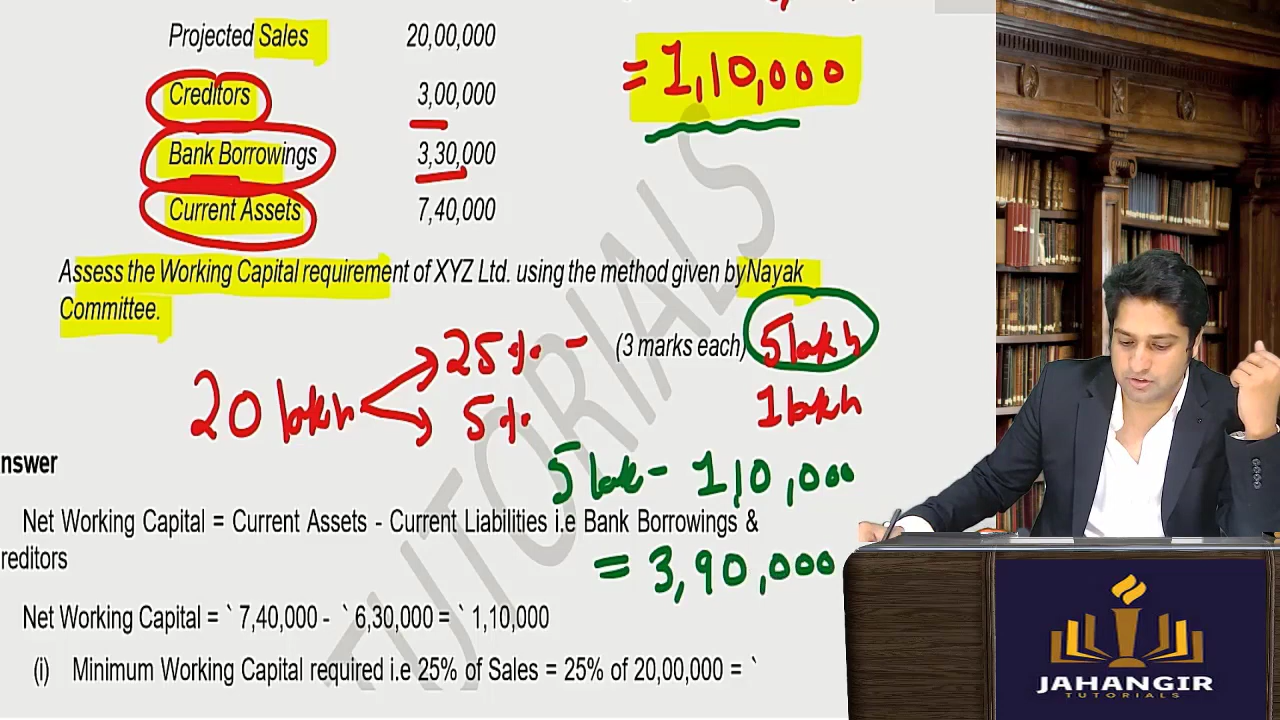 Projected Sales 20,00,000
= 1,10,000
Creditors 3,00,000
Bank Borrowings 3,30,000
Current Assets 7,40,000
Assess the Working Capital requirement of XYZ Ltd. using the method given by Nayak
Committee.
(3 marks each) 5 lakh
25% -
20 lakh
5% 1 lakh
nswer
5 lak - 1,10,000
Net Working Capital = Current Assets - Current Liabilities i.e Bank Borrowings &
reditors
= 3,90,000
Net Working Capital = ` 7,40,000 - ` 6,30,000 = ` 1,10,000
(i) Minimum Working Capital required i.e 25% of Sales = 25% of 20,00,000 = `
TUTORIALS
JAHANGIR
TUTORIALS